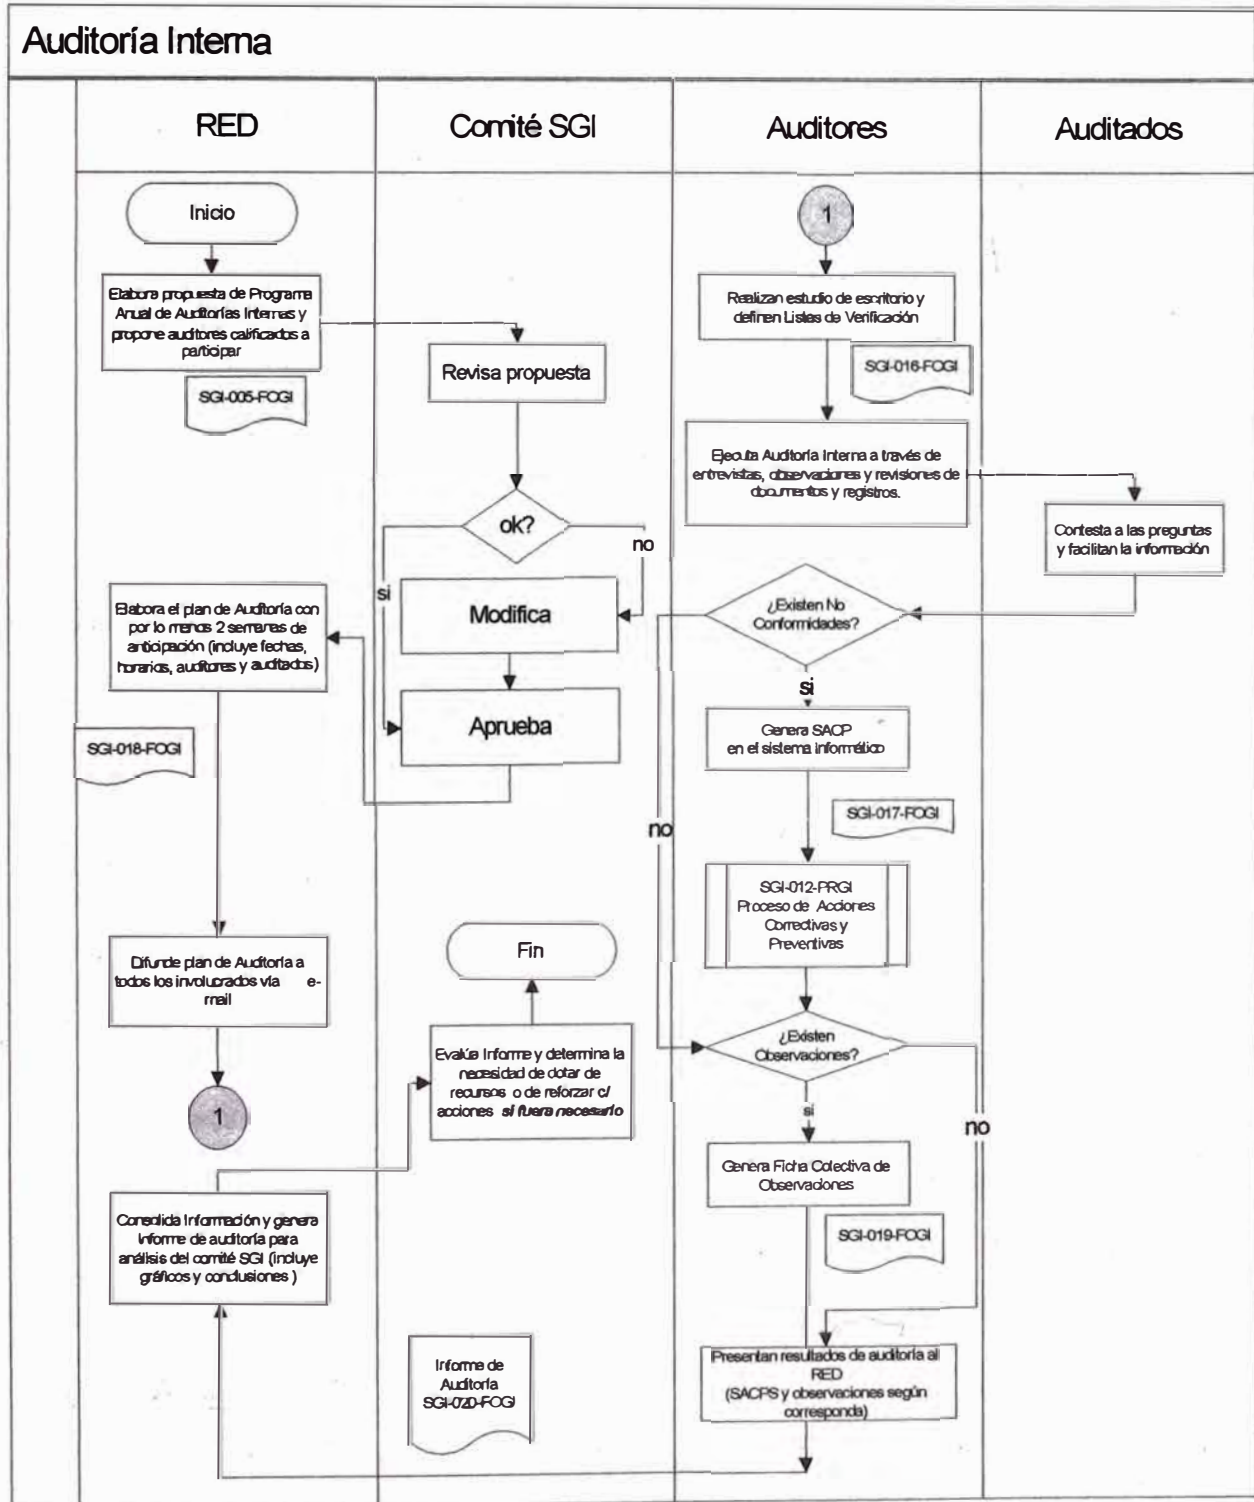 Auditoría Interna
RED
Comité SGI
Auditores
Auditados
Inicio
Elabora propuesta de Programa
Anual de Auditorías Internas y
propone auditores calificados a
participar
SGI-005-FOGI
Revisa propuesta
ok?
si
no
Modifica
Aprueba
Elabora el plan de Auditoría con
por lo menos 2 semanas de
anticipación (incluye fechas,
horarios, auditores y auditados)
SGI-018-FOGI
Difunde plan de Auditoría a
todos los involucrados vía e-
mail
1
Consolida Información y genera
Informe de auditoría para
análisis del comité SGI (incluye
gráficos y conclusiones )
Fin
Evalúa Informe y determina la
necesidad de dotar de
recursos o de reforzar c/
acciones si fuera necesario
Informe de
Auditoría
SGI-020-FOGI
1
Realizan estudio de escritorio y
definen Listas de Verificación
SGI-016-FOGI
Ejecuta Auditoría Interna a través de
entrevistas, observaciones y revisiones de
documentos y registros.
Contesta a las preguntas
y facilitan la información
¿Existen No
Conformidades?
si
no
Genera SACP
en el sistema informático
SGI-017-FOGI
SGI-012-PRGI
Proceso de Acciones
Correctivas y
Preventivas
¿Existen
Observaciones?
si
no
Genera Ficha Colectiva de
Observaciones
SGI-019-FOGI
Presentan resultados de auditoría al
RED
(SACPS y observaciones según
corresponda)